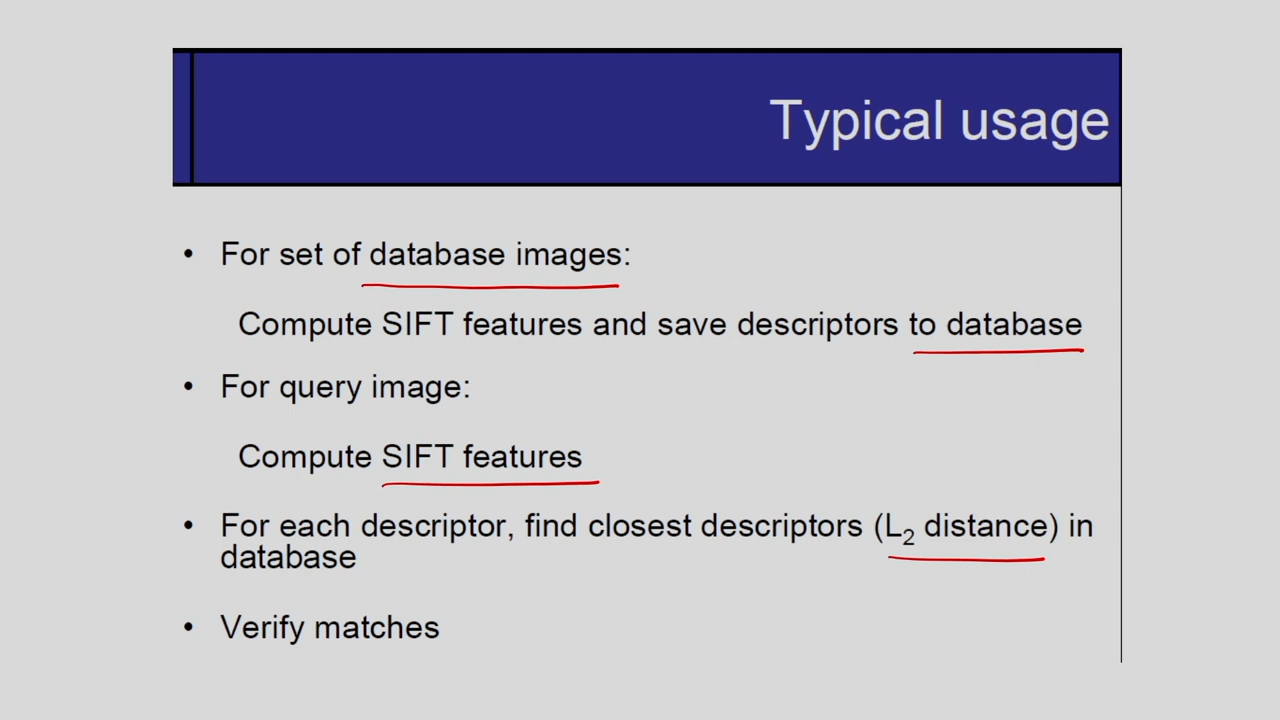 Typical usage
• For set of database images:
Compute SIFT features and save descriptors to database
• For query image:
Compute SIFT features
• For each descriptor, find closest descriptors (L₂ distance) in
database
• Verify matches